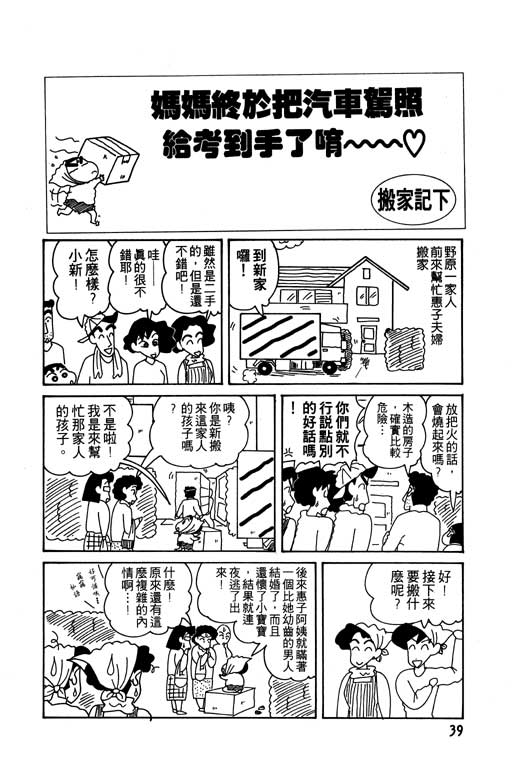 媽媽終於把汽車駕照
給考到手了唷~~~♡
搬家記下
野原一家人
前來幫忙惠子夫婦
搬家
到新家
囉！
雖然是二手
的，但是還
不錯吧！
哇
真的很不
錯耶！
怎麼樣？
小新！
放把火的話，
會燒起來嗎？
木造的房子
，確實比較
危險…
你們就不
行說點別
的好話嗎
！
咦？
你是新搬
來這家人
的孩子嗎
？
不是啦！
我是來幫
忙那家人
的孩子。
好！
接下來
要搬什
麼呢？
後來惠子阿姨就瞞著
一個比她幼齒的男人
結婚了，而且
還懷了小寶寶
，結果就連
夜逃了出
來！
什麼！
原來還有這
麼複雜的內
情啊…！
39